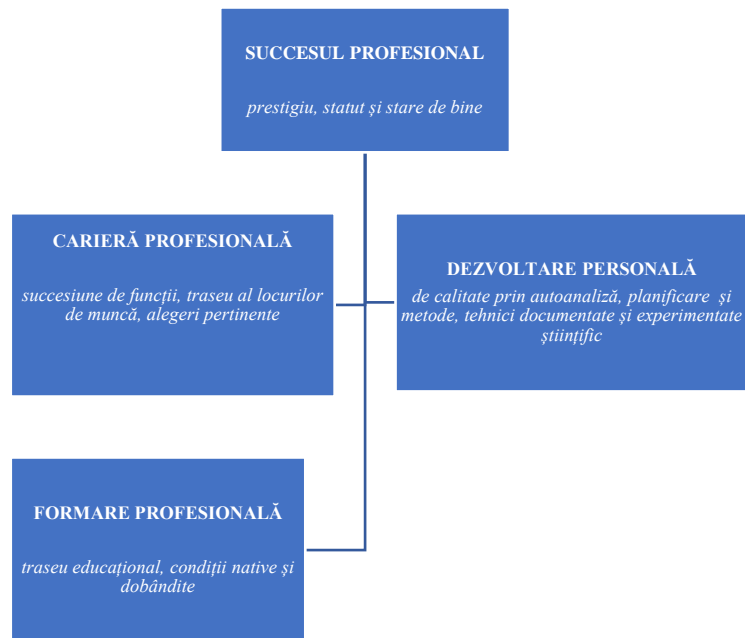 SUCCESUL PROFESIONAL
prestigiu, statut și stare de bine
CARIERĂ PROFESIONALĂ
succesiune de funcții, traseu al locurilor
de muncă, alegeri pertinente
DEZVOLTARE PERSONALĂ
de calitate prin autoanaliză, planificare și
metode, tehnici documentate și experimentate
științific
FORMARE PROFESIONALĂ
traseu educațional, condiții native și
dobândite